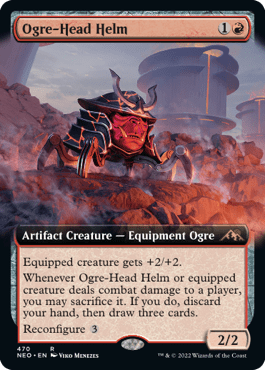 Ogre-Head Helm 1
Artifact Creature — Equipment Ogre
Equipped creature gets +2/+2.
Whenever Ogre-Head Helm or equipped
creature deals combat damage to a player,
you may sacrifice it. If you do, discard
your hand, then draw three cards.
Reconfigure 3
2/2
470 R
NEO • EN Viko Menezes
™ & © 2022 Wizards of the Coast